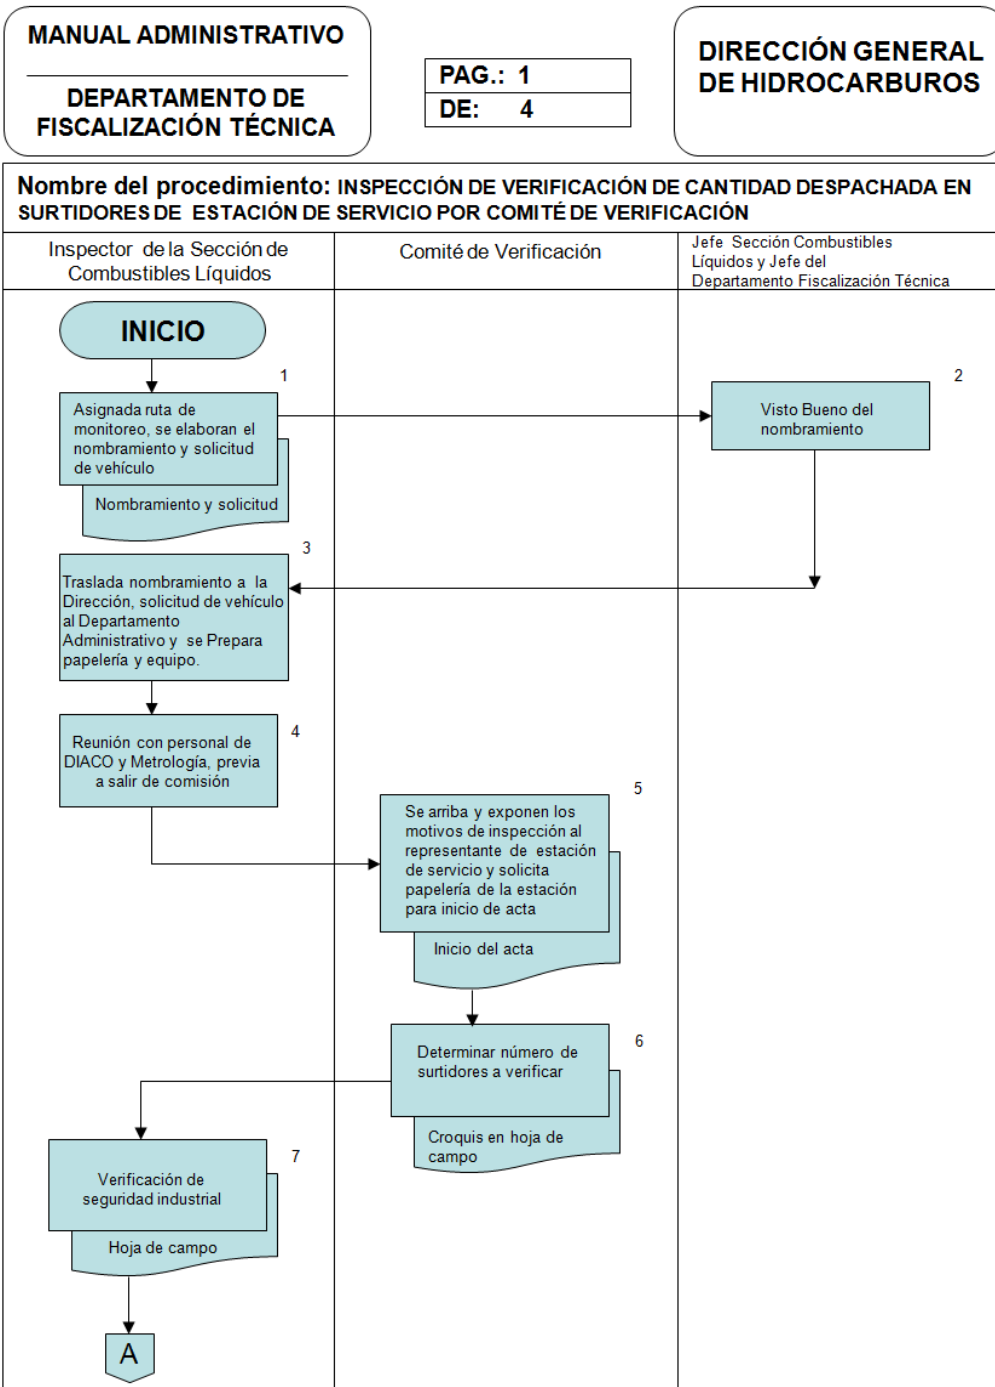 MANUAL ADMINISTRATIVO
DEPARTAMENTO DE
FISCALIZACIÓN TÉCNICA
PAG.: 1
DE: 4
DIRECCIÓN GENERAL
DE HIDROCARBUROS
Nombre del procedimiento: INSPECCIÓN DE VERIFICACIÓN DE CANTIDAD DESPACHADA EN
SURTIDORES DE ESTACIÓN DE SERVICIO POR COMITÉ DE VERIFICACIÓN
Inspector de la Sección de
Combustibles Líquidos
Comité de Verificación
Jefe Sección Combustibles
Líquidos y Jefe del
Departamento Fiscalización Técnica
INICIO
1
Asignada ruta de
monitoreo, se elaboran el
nombramiento y solicitud
de vehículo
Nombramiento y solicitud
2
Visto Bueno del
nombramiento
3
Traslada nombramiento a la
Dirección, solicitud de vehículo
al Departamento
Administrativo y se Prepara
papelería y equipo.
4
Reunión con personal de
DIACO y Metrología, previa
a salir de comisión
5
Se arriba y exponen los
motivos de inspección al
representante de estación
de servicio y solicita
papelería de la estación
para inicio de acta
Inicio del acta
6
Determinar número de
surtidores a verificar
Croquis en hoja de
campo
7
Verificación de
seguridad industrial
Hoja de campo
A